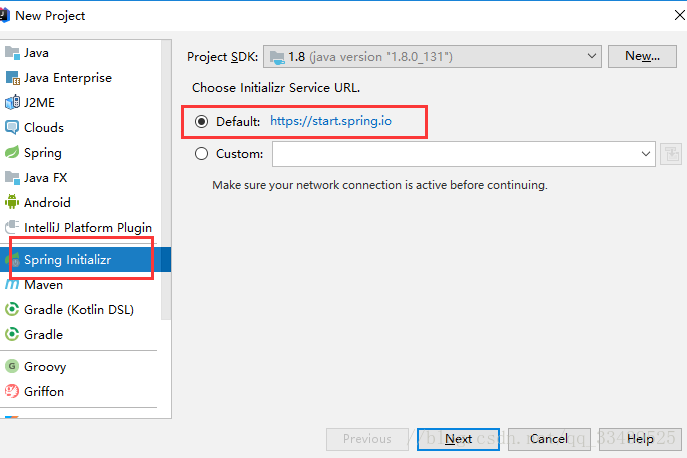 New Project
Java
Java Enterprise
J2ME
Clouds
Spring
Java FX
Android
IntelliJ Platform Plugin
Spring Initializr
Maven
Gradle (Kotlin DSL)
Gradle
Groovy
Griffon
Project SDK: 1.8 (java version "1.8.0_131") New...
Choose Initializr Service URL.
Default: https://start.spring.io
Custom:
Make sure your network connection is active before continuing.
Previous Next Cancel Help